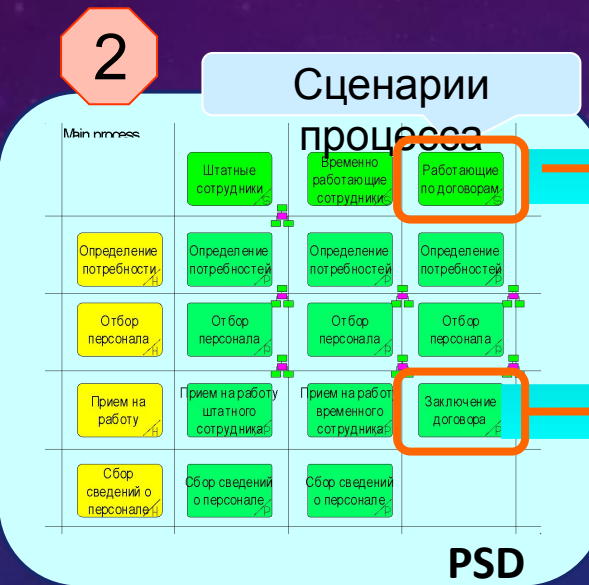 2
Сценарии
процесса
Main process
Штатные
сотрудники
S
Временно
работающие
сотрудники
S
Работающие
по договорам
S
Определение
потребности
H
Определение
потребностей
P
Определение
потребностей
P
Определение
потребностей
P
Отбор
персонала
H
Отбор
персонала
P
Отбор
персонала
P
Отбор
персонала
P
Прием на
работу
H
Прием на работу
штатного
сотрудника
P
Прием на работ
временного
сотрудника
P
Заключение
договора
P
Сбор
сведений о
персонале
H
Сбор сведений
о персонале
P
Сбор сведений
о персонале
P
PSD